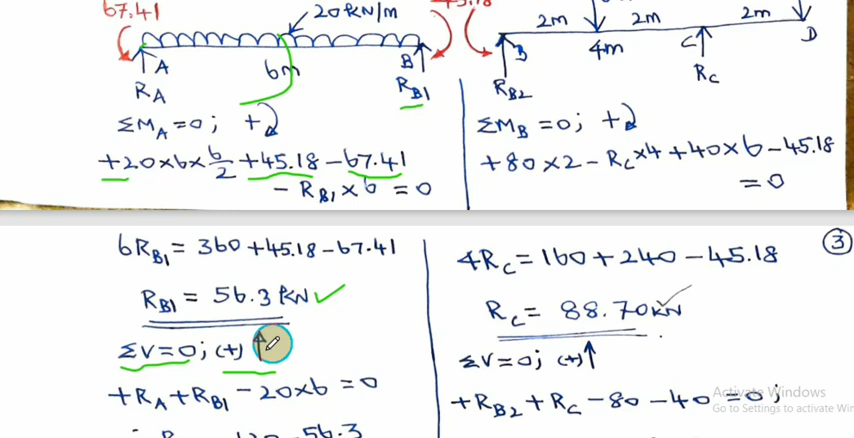 67.41
20 KN/m
A
6m
B
RA
RB1
ΣMA = 0; +
+20×6×6/2 +45.18 -67.41
- RB1 × 6 = 0
2m 2m 2m
B 4m C D
RB2 RC
ΣMB = 0; +
+80×2 - RC×4 +40×6 -45.18
= 0
6RB1 = 360 +45.18 -67.41
RB1 = 56.3 KN ✓
ΣV = 0; (+) ↑
+RA + RB1 - 20×6 = 0
3
4RC = 160 + 240 - 45.18
RC = 88.70 KN ✓
ΣV = 0; (+) ↑
+RB2 + RC - 80 - 40 = 0;
Activate Windows
Go to Settings to activate Win